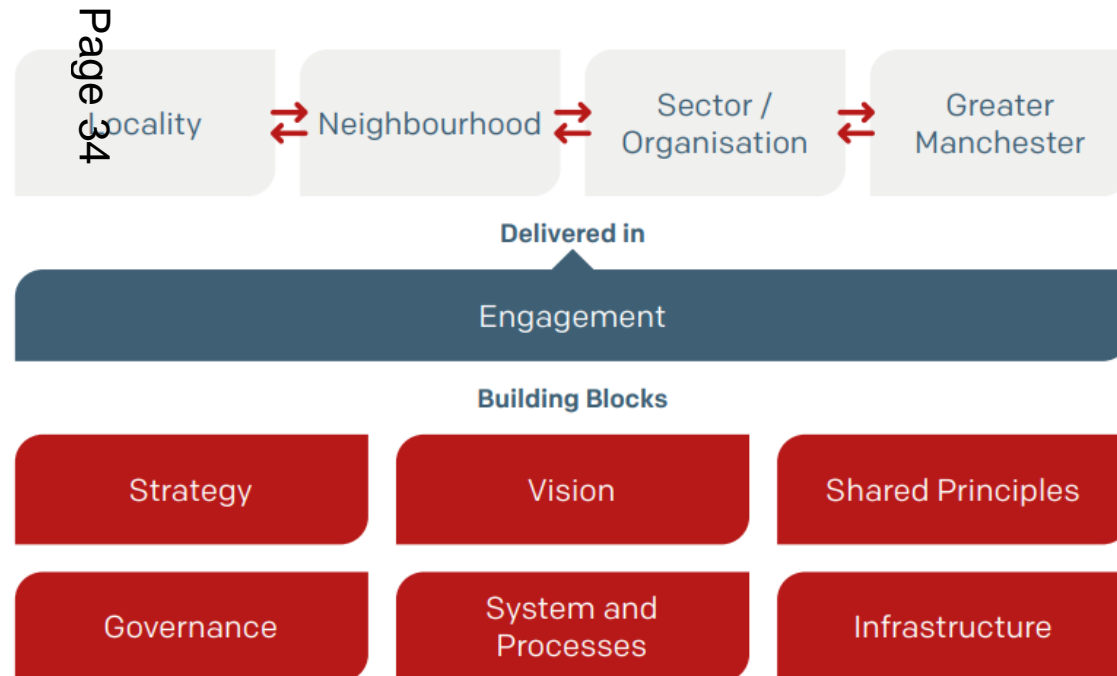 Page 34
Locality
Neighbourhood
Sector /
Organisation
Greater
Manchester
Delivered in
Engagement
Building Blocks
Strategy
Vision
Shared Principles
Governance
System and
Processes
Infrastructure